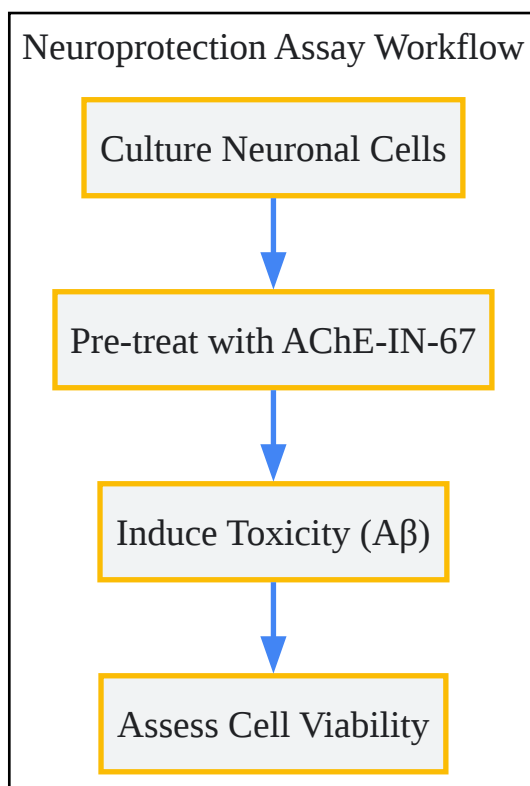 Neuroprotection Assay Workflow
Culture Neuronal Cells
Pre-treat with AChE-IN-67
Induce Toxicity (Aβ)
Assess Cell Viability